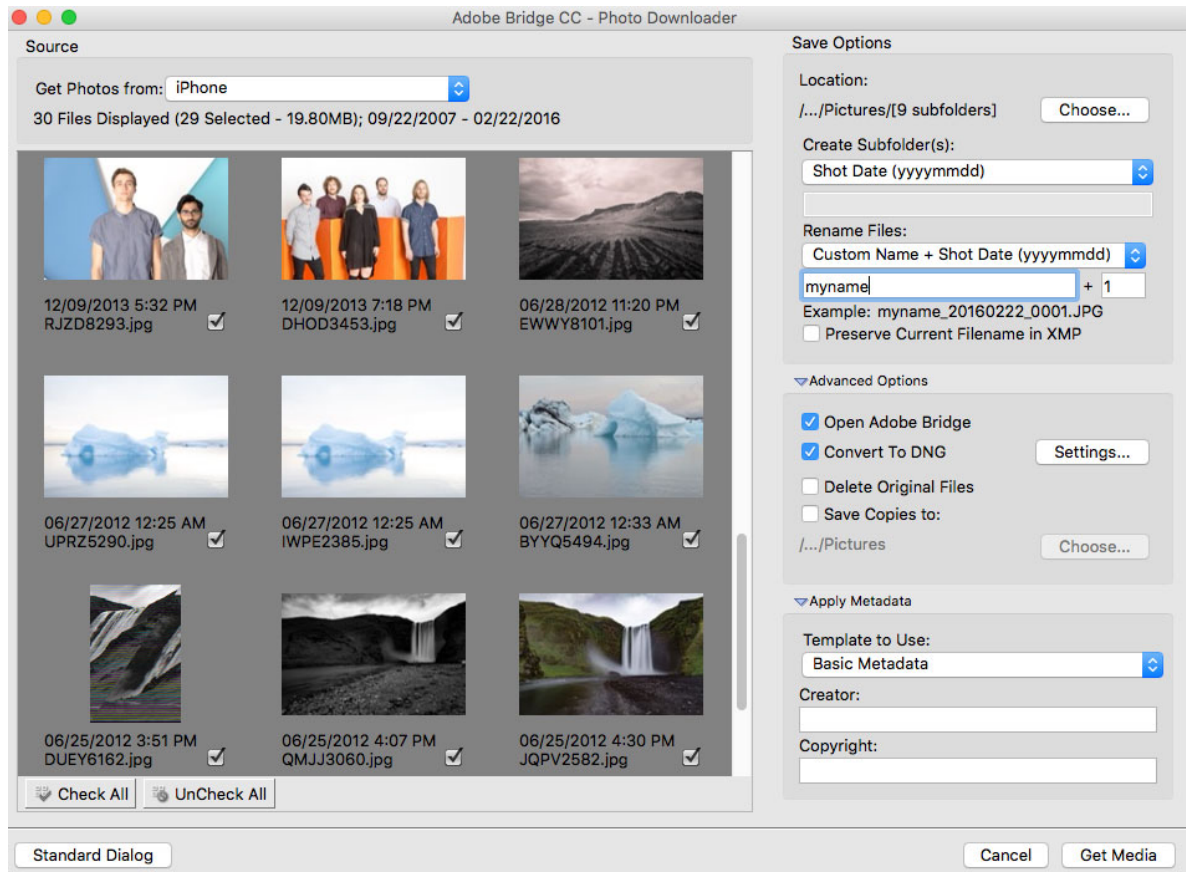 Adobe Bridge CC - Photo Downloader
Source
Get Photos from: iPhone
30 Files Displayed (29 Selected - 19.80MB); 09/22/2007 - 02/22/2016
12/09/2013 5:32 PM
RJZD8293.jpg
12/09/2013 7:18 PM
DHOD3453.jpg
06/28/2012 11:20 PM
EWWY8101.jpg
06/27/2012 12:25 AM
UPRZ5290.jpg
06/27/2012 12:25 AM
IWPE2385.jpg
06/27/2012 12:33 AM
BYYQ5494.jpg
06/25/2012 3:51 PM
DUEY6162.jpg
06/25/2012 4:07 PM
QMJJ3060.jpg
06/25/2012 4:30 PM
JQPV2582.jpg
Check All
UnCheck All
Save Options
Location:
/.../Pictures/[9 subfolders]
Choose...
Create Subfolder(s):
Shot Date (yyyymmdd)
Rename Files:
Custom Name + Shot Date (yyyymmdd)
myname + 1
Example: myname_20160222_0001.JPG
Preserve Current Filename in XMP
Advanced Options
Open Adobe Bridge
Convert To DNG
Settings...
Delete Original Files
Save Copies to:
/.../Pictures
Choose...
Apply Metadata
Template to Use:
Basic Metadata
Creator:
Copyright:
Standard Dialog
Cancel
Get Media